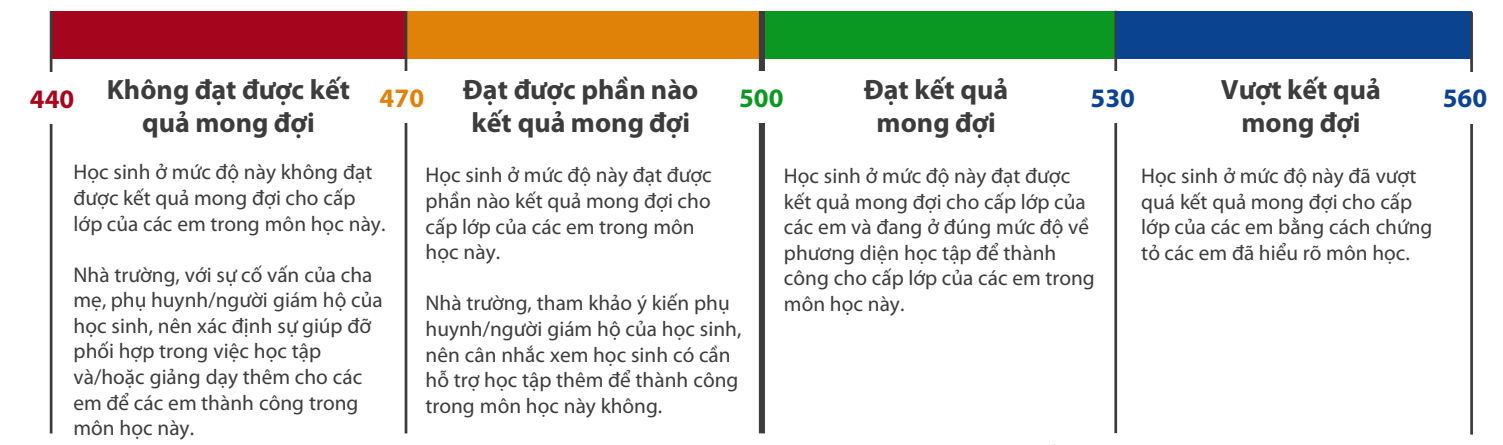 440
Không đạt được kết
quả mong đợi
Học sinh ở mức độ này không đạt
được kết quả mong đợi cho cấp
lớp của các em trong môn học này.
Nhà trường, với sự cố vấn của cha
mẹ, phụ huynh/người giám hộ của
học sinh, nên xác định sự giúp đỡ
phối hợp trong việc học tập
và/hoặc giảng dạy thêm cho các
em để các em thành công trong
môn học này.
470
Đạt được phần nào
kết quả mong đợi
Học sinh ở mức độ này đạt được
phần nào kết quả mong đợi cho
cấp lớp của các em trong môn
học này.
Nhà trường, tham khảo ý kiến phụ
huynh/người giám hộ của học sinh,
nên cân nhắc xem học sinh có cần
hỗ trợ học tập thêm để thành công
trong môn học này không.
500
Đạt kết quả
mong đợi
Học sinh ở mức độ này đạt được
kết quả mong đợi cho cấp lớp của
các em và đang ở đúng mức độ về
phương diện học tập để thành
công cho cấp lớp của các em trong
môn học này.
530
Vượt kết quả
mong đợi
Học sinh ở mức độ này đã vượt
quá kết quả mong đợi cho cấp
lớp của các em bằng cách chứng
tỏ các em đã hiểu rõ môn học.
560